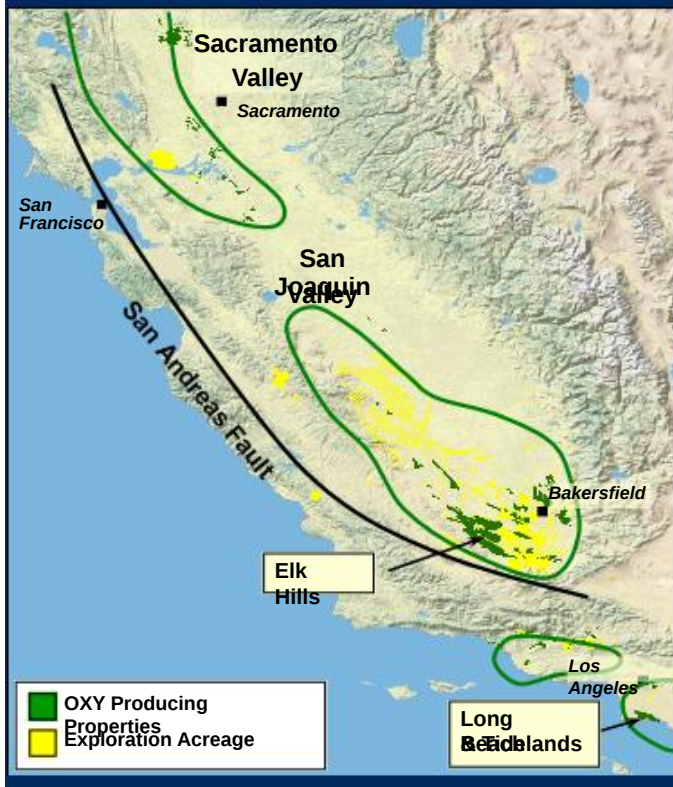 Sacramento
Valley
Sacramento
San
Francisco
San
Joaquin
Valley
San Andreas Fault
Bakersfield
Elk
Hills
Los
Angeles
OXY Producing
Properties
Exploration Acreage
Long
Beach
& Tidelands